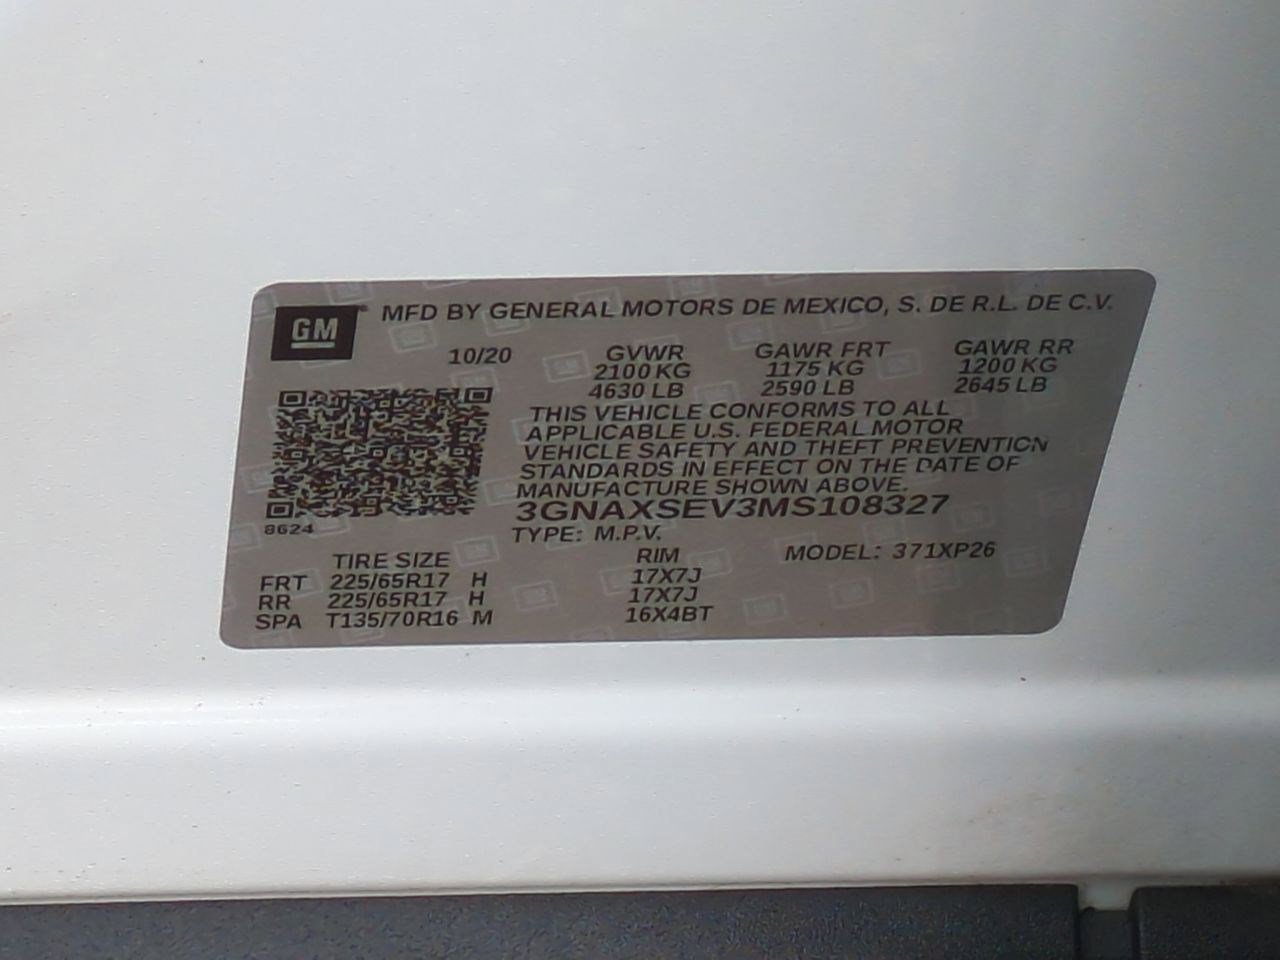 GM
MFD BY GENERAL MOTORS DE MEXICO, S. DE R.L. DE C.V.
10/20 GVWR GAWR FRT GAWR RR
2100 KG 1175 KG 1200 KG
4630 LB 2590 LB 2645 LB
THIS VEHICLE CONFORMS TO ALL
APPLICABLE U.S. FEDERAL MOTOR
VEHICLE SAFETY AND THEFT PREVENTION
STANDARDS IN EFFECT ON THE DATE OF
MANUFACTURE SHOWN ABOVE.
3GNAXSEV3MS108327
8624
TYPE: M.P.V.
TIRE SIZE RIM MODEL: 371XP26
FRT 225/65R17 H 17X7J
RR 225/65R17 H 17X7J
SPA T135/70R16 M 16X4BT